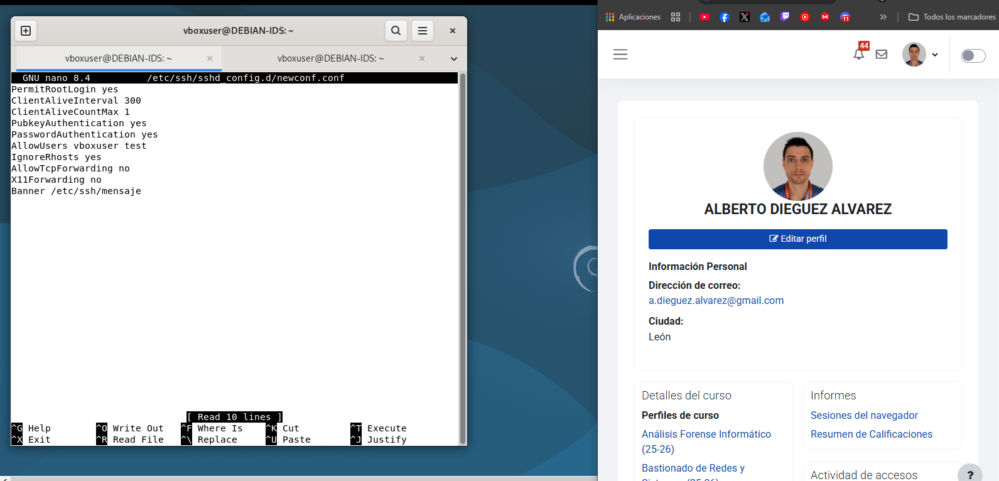 vboxuser@DEBIAN-IDS: ~
vboxuser@DEBIAN-IDS: ~
vboxuser@DEBIAN-IDS: ~
GNU nano 8.4 /etc/ssh/sshd_config.d/newconf.conf
PermitRootLogin yes
ClientAliveInterval 300
ClientAliveCountMax 1
PubkeyAuthentication yes
PasswordAuthentication yes
AllowUsers vboxuser test
IgnoreRhosts yes
AllowTcpForwarding no
X11Forwarding no
Banner /etc/ssh/mensaje
[ Read 10 lines ]
^G Help ^O Write Out ^F Where Is ^K Cut ^T Execute
^X Exit ^R Read File ^\ Replace ^U Paste ^J Justify
Aplicaciones
11
Todos los marcadores
44
ALBERTO DIEGUEZ ALVAREZ
Editar perfil
Información Personal
Dirección de correo:
a.dieguez.alvarez@gmail.com
Ciudad:
León
Detalles del curso
Perfiles de curso
Análisis Forense Informático
(25-26)
Bastionado de Redes y
Informes
Sesiones del navegador
Resumen de Calificaciones
Actividad de accesos
?